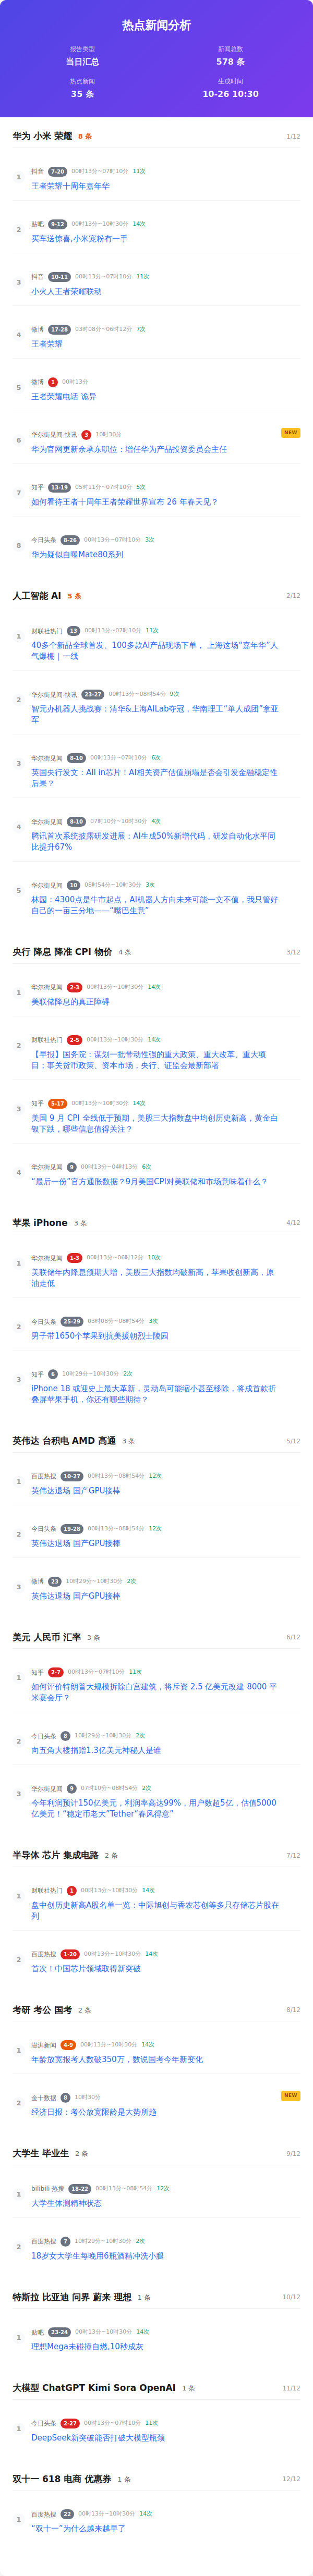 热点新闻分析
报告类型
新闻总数
当日汇总
578 条
热点新闻
生成时间
35 条
10-26 10:30
华为 小米 荣耀 8 条 1/12
1 抖音 7-20 00时13分~07时10分 11次
王者荣耀十周年嘉年华
2 贴吧 9-12 00时13分~10时30分 14次
买车送惊喜,小米宠粉有一手
3 抖音 10-11 00时13分~07时10分 11次
小火人王者荣耀联动
4 微博 17-28 03时08分~06时12分 7次
王者荣耀
5 微博 1 00时13分
王者荣耀电话 诡异
6 华尔街见闻-快讯 3 10时30分 NEW
华为官网更新余承东职位：增任华为产品投资委员会主任
7 知乎 13-19 05时11分~07时10分 5次
如何看待王者十周年王者荣耀世界宣布 26 年春天见？
8 今日头条 8-26 00时13分~07时10分 3次
华为疑似自曝Mate80系列
人工智能 AI 5 条 2/12
1 财联社热门 13 00时13分~07时10分 11次
40多个新品全球首发、100多款AI产品现场下单， 上海这场“嘉年华”人
气爆棚｜一线
2 华尔街见闻-快讯 23-27 00时13分~08时54分 9次
智元办机器人挑战赛：清华&上海AILab夺冠，华南理工“单人成团”拿亚
军
3 华尔街见闻 8-10 00时13分~07时10分 6次
英国央行发文：All in芯片！AI相关资产估值崩塌是否会引发金融稳定性
后果？
4 华尔街见闻 8-10 07时10分~10时30分 4次
腾讯首次系统披露研发进展：AI生成50%新增代码，研发自动化水平同
比提升67%
5 华尔街见闻 10 08时54分~10时30分 3次
林园：4300点是牛市起点，AI机器人方向未来可能一文不值，我只管好
自己的一亩三分地——“嘴巴生意”
央行 降息 降准 CPI 物价 4 条 3/12
1 华尔街见闻 2-3 00时13分~10时30分 14次
美联储降息的真正障碍
2 财联社热门 2-5 00时13分~10时30分 14次
【早报】国务院：谋划一批带动性强的重大政策、重大改革、重大项
目；事关货币政策、资本市场，央行、证监会最新部署
3 知乎 5-17 00时13分~10时30分 14次
美国 9 月 CPI 全线低于预期，美股三大指数盘中均创历史新高，黄金白
银下跌，哪些信息值得关注？
4 华尔街见闻 9 00时13分~04时13分 6次
“最后一份”官方通胀数据？9月美国CPI对美联储和市场意味着什么？
苹果 iPhone 3 条 4/12
1 华尔街见闻 1-3 00时13分~06时12分 10次
美联储年内降息预期大增，美股三大指数均破新高，苹果收创新高，原
油走低
2 今日头条 25-29 03时08分~08时54分 3次
男子带1650个苹果到抗美援朝烈士陵园
3 知乎 6 10时29分~10时30分 2次
iPhone 18 或迎史上最大革新，灵动岛可能缩小甚至移除，将成首款折
叠屏苹果手机，你还有哪些期待？
英伟达 台积电 AMD 高通 3 条 5/12
1 百度热搜 10-27 00时13分~08时54分 12次
英伟达退场 国产GPU接棒
2 今日头条 19-28 00时13分~08时54分 12次
英伟达退场 国产GPU接棒
3 微博 23 10时29分~10时30分 2次
英伟达退场 国产GPU接棒
美元 人民币 汇率 3 条 6/12
1 知乎 2-7 00时13分~07时10分 11次
如何评价特朗普大规模拆除白宫建筑，将斥资 2.5 亿美元改建 8000 平
米宴会厅？
2 今日头条 8 10时29分~10时30分 2次
向五角大楼捐赠1.3亿美元神秘人是谁
3 华尔街见闻 9 07时10分~08时54分 2次
今年利润预计150亿美元，利润率高达99%，用户数超5亿，估值5000
亿美元！“稳定币老大”Tether“春风得意”
半导体 芯片 集成电路 2 条 7/12
1 财联社热门 1 00时13分~10时30分 14次
盘中创历史新高A股名单一览：中际旭创与香农芯创等多只存储芯片股在
列
2 百度热搜 1-20 00时13分~10时30分 14次
首次！中国芯片领域取得新突破
考研 考公 国考 2 条 8/12
1 澎湃新闻 4-9 00时13分~10时30分 14次
年龄放宽报考人数破350万，数说国考今年新变化
2 金十数据 8 10时30分 NEW
经济日报：考公放宽限龄是大势所趋
大学生 毕业生 2 条 9/12
1 bilibili 热搜 18-22 00时13分~08时54分 12次
大学生体测精神状态
2 百度热搜 7 10时29分~10时30分 2次
18岁女大学生每晚用6瓶酒精冲洗小腿
特斯拉 比亚迪 问界 蔚来 理想 1 条 10/12
1 贴吧 23-24 00时13分~10时30分 14次
理想Mega未碰撞自燃,10秒成灰
大模型 ChatGPT Kimi Sora OpenAI 1 条 11/12
1 今日头条 2-27 00时13分~07时10分 11次
DeepSeek新突破能否打破大模型瓶颈
双十一 618 电商 优惠券 1 条 12/12
1 百度热搜 22 00时13分~10时30分 14次
“双十一”为什么越来越早了